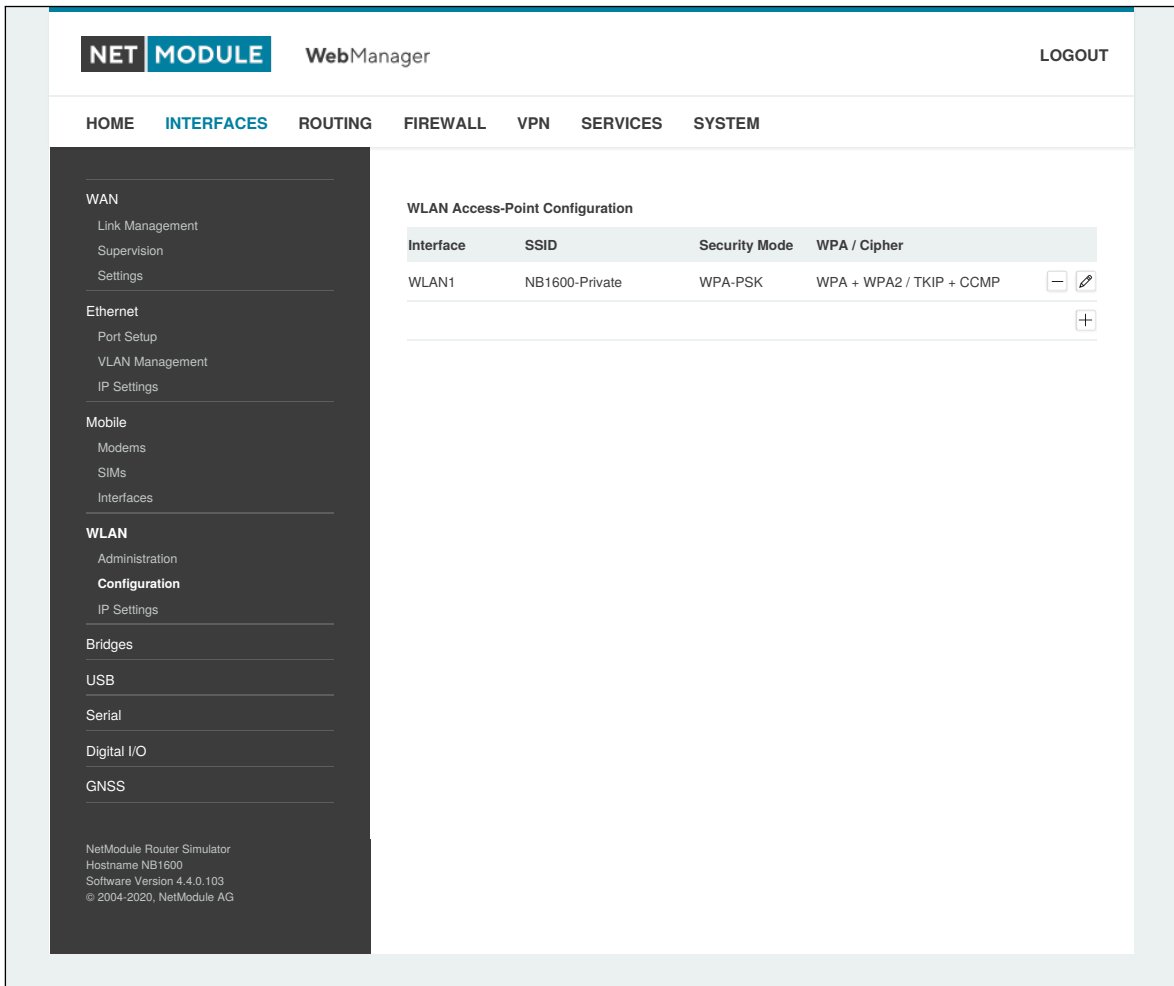 NET MODULE WebManager LOGOUT
HOME INTERFACES ROUTING FIREWALL VPN SERVICES SYSTEM
WAN
Link Management
Supervision
Settings
Ethernet
Port Setup
VLAN Management
IP Settings
Mobile
Modems
SIMs
Interfaces
WLAN
Administration
Configuration
IP Settings
Bridges
USB
Serial
Digital I/O
GNSS
NetModule Router Simulator
Hostname NB1600
Software Version 4.4.0.103
© 2004-2020, NetModule AG
WLAN Access-Point Configuration
Interface SSID Security Mode WPA / Cipher
WLAN1 NB1600-Private WPA-PSK WPA + WPA2 / TKIP + CCMP